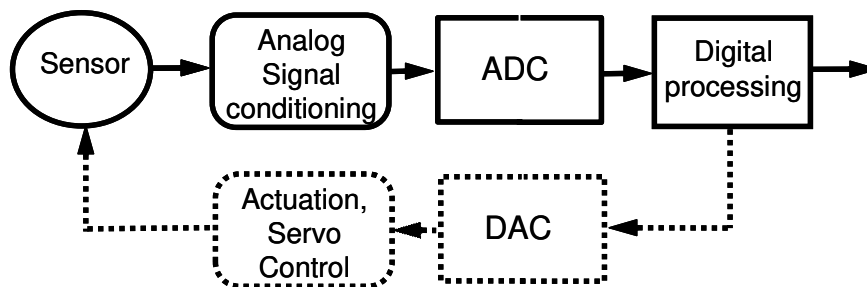 Sensor
Analog
Signal
conditioning
ADC
Digital
processing
Actuation,
Servo
Control
DAC